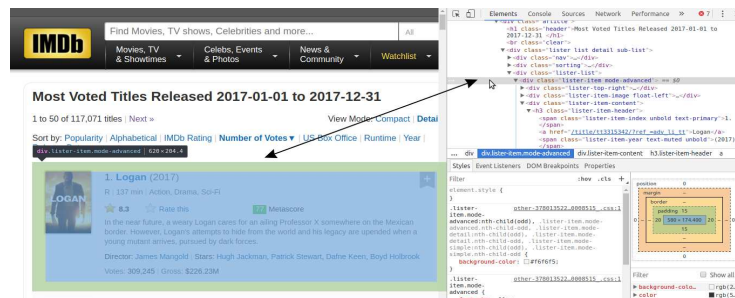 IMDb
Find Movies, TV shows, Celebrities and more...
All
Movies, TV & Showtimes
Celebs, Events & Photos
News & Community
Watchlist
Most Voted Titles Released 2017-01-01 to 2017-12-31
1 to 50 of 117,071 titles | Next »
View Mode: Compact | Detai
Sort by: Popularity | Alphabetical | IMDb Rating | Number of Votes▼ | US Box Office | Runtime | Year |
div.lister-item.mode-advanced | 620×204.4
LOGAN
1. Logan (2017)
R | 137 min | Action, Drama, Sci-Fi
8.3 Rate this 77 Metascore
In the near future, a weary Logan cares for an ailing Professor X somewhere on the Mexican
border. However, Logan's attempts to hide from the world and his legacy are upended when a
young mutant arrives, pursued by dark forces.
Director: James Mangold | Stars: Hugh Jackman, Patrick Stewart, Dafne Keen, Boyd Holbrook
Votes: 309,245 | Gross: $226.23M
Elements Console Sources Network Performance » 7
<div class="article">
<h1 class="header">Most Voted Titles Released 2017-01-01 to
2017-12-31 </h1>
<br class="clear">
▼<div class="lister list detail sub-list">
▶<div class="nav">…</div>
▶<div class="sorting">…</div>
▼<div class="lister-list">
▼<div class="lister-item mode-advanced"> == $0
▶<div class="lister-top-right">…</div>
▶<div class="lister-item-image float-left">…</div>
▼<div class="lister-item-content">
▼<h3 class="lister-item-header">
<span class="lister-item-index unbold text-primary">1.
</span>
<a href="/title/tt3315342/?ref_=adv_li_tt">Logan</a>
<span class="lister-item-year text-muted unbold">(2017)
</span>
... div div.lister-item.mode-advanced div.lister-item-content h3.lister-item-header a
Styles Event Listeners DOM Breakpoints Properties
Filter :hov .cls +
element.style {
}
.lister-item-mode-
advanced:nth-child(odd), .lister-item.mode-
advanced.nth-child-odd, .lister-item.mode-
detail:nth-child(odd), .lister-item.mode-
detail.nth-child-odd, .lister-item.mode-
simple:nth-child(odd), .lister-item.mode-
simple.nth-child-odd {
background-color: #f6f6f5;
}
.lister-
item.mode-
advanced {
position 0
margin -
border -
padding 15
0 - - 20 580 × 174.400 20 - - 0
15
-
-
0
Filter Show all
▶ background-colo… rgb(2…
▶ color rgb(5…